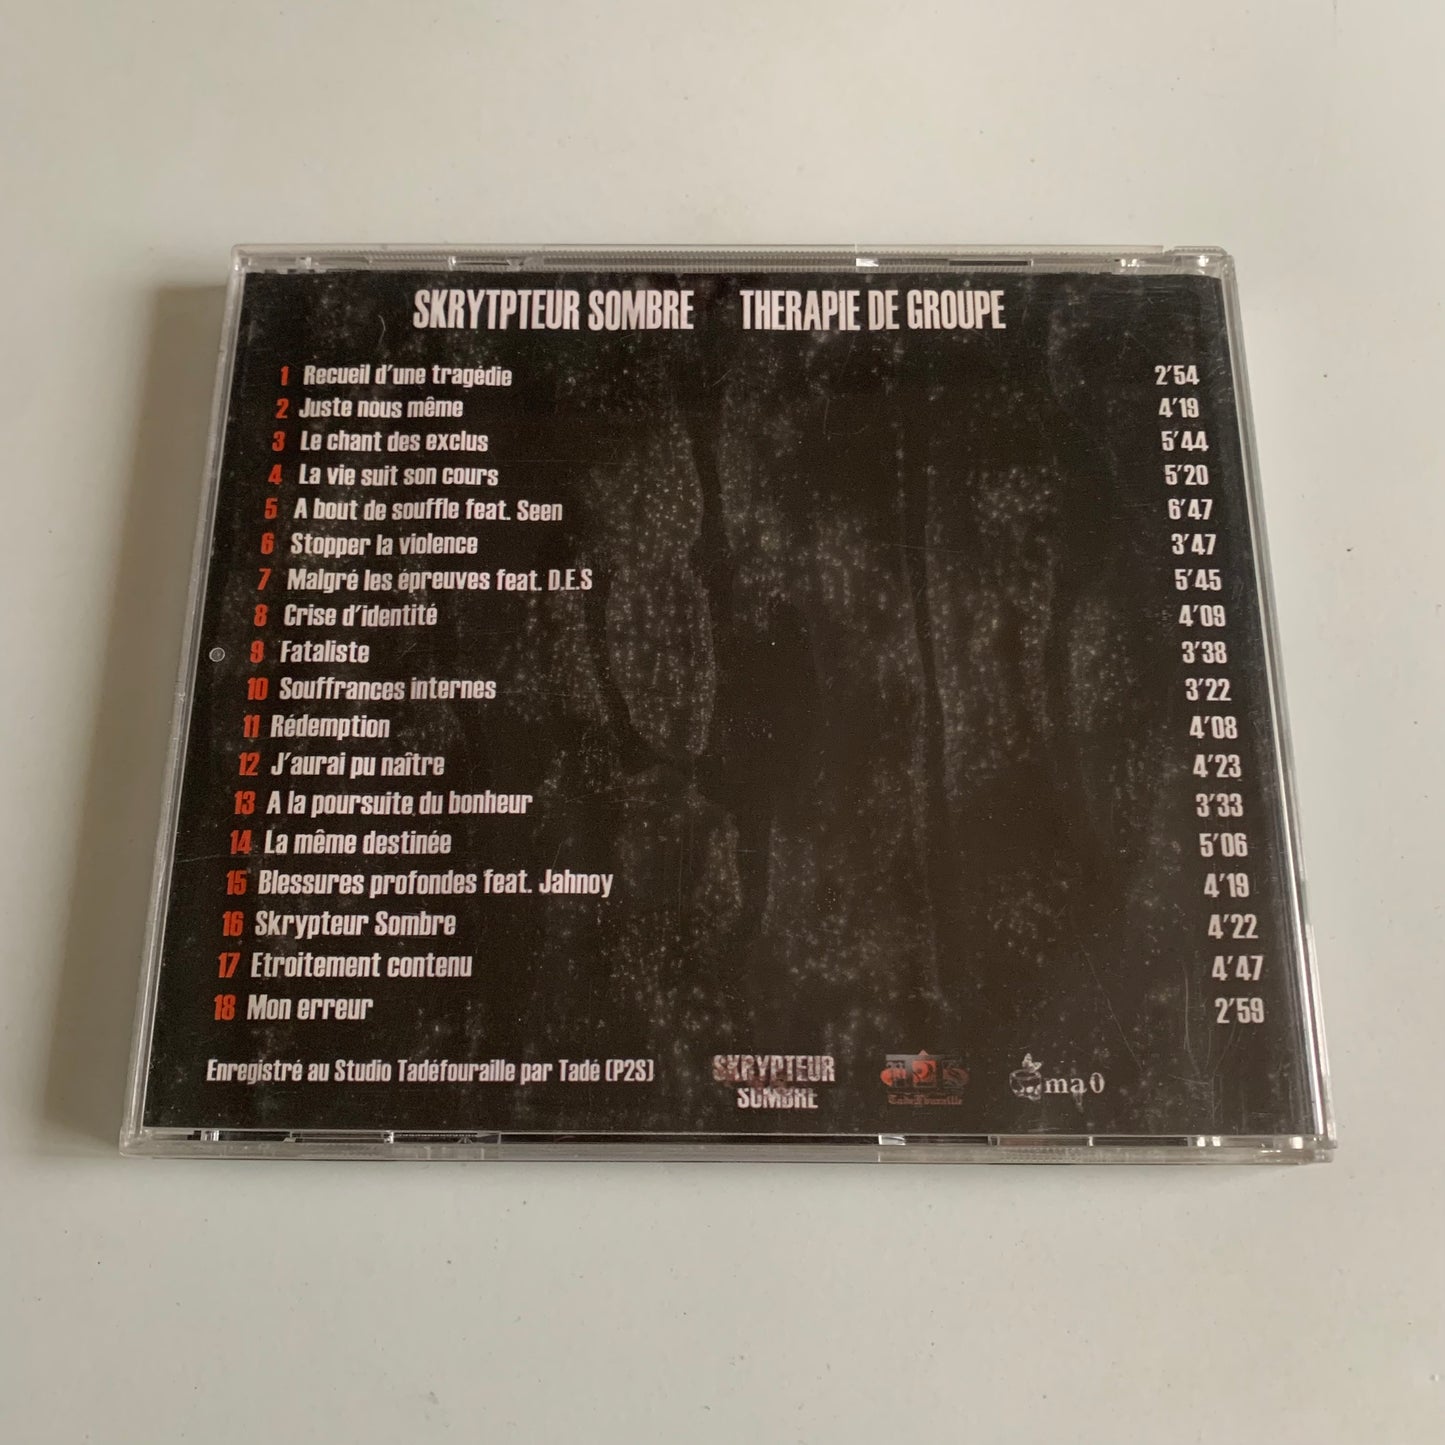 SKRYTPTEUR SOMBRE THERAPIE DE GROUPE
1 Recueil d'une tragédie 2'54
2 Juste nous même 4'19
3 Le chant des exclus 5'44
4 La vie suit son cours 5'20
5 A bout de souffle feat. Seen 6'47
6 Stopper la violence 3'47
7 Malgré les épreuves feat. D.E.S 5'45
8 Crise d'identité 4'09
9 Fataliste 3'38
10 Souffrances internes 3'22
11 Rédemption 4'08
12 J'aurai pu naître 4'23
13 A la poursuite du bonheur 3'33
14 La même destinée 5'06
15 Blessures profondes feat. Jahnoy 4'19
16 Skrypteur Sombre 4'22
17 Etroitement contenu 4'47
18 Mon erreur 2'59
Enregistré au Studio Tadéfouraille par Tadé (P2S)
SKRYPTEUR
SOMBRE
ma0